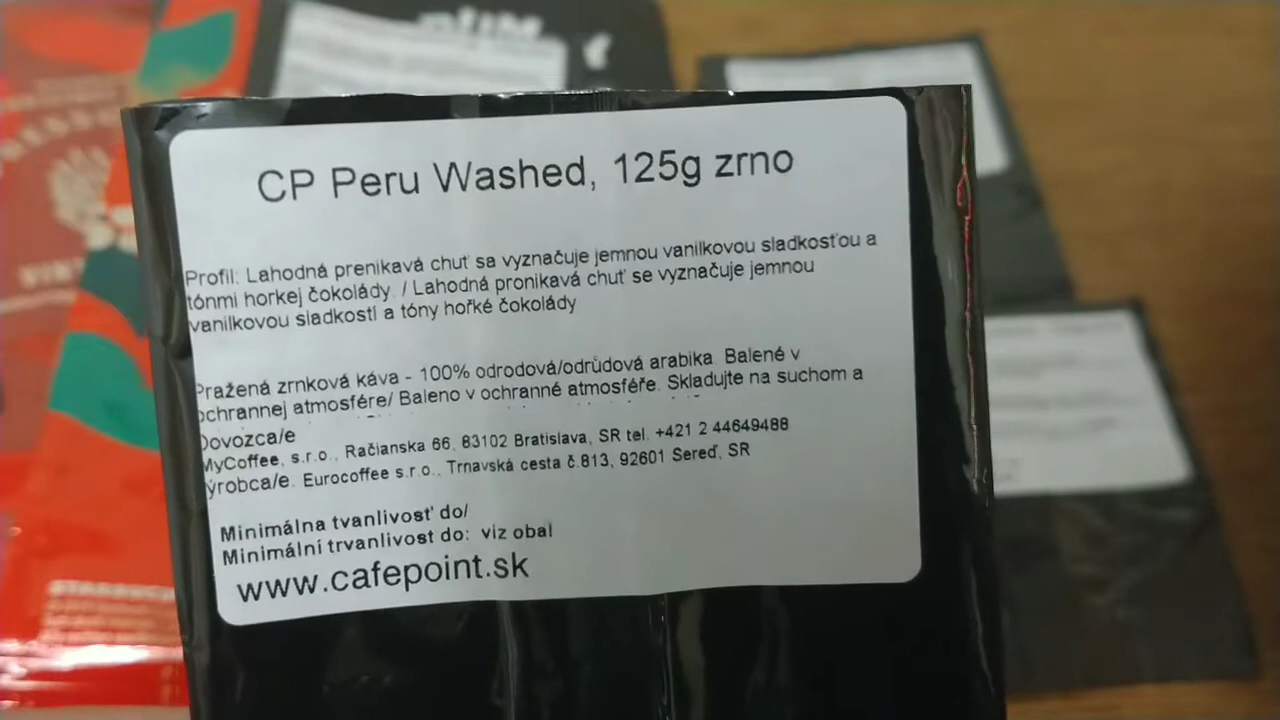 CP Peru Washed, 125g zrno
Profil: Lahodná prenikavá chuť sa vyznačuje jemnou vanilkovou sladkosťou a
tónmi horkej čokolády. / Lahodná pronikavá chuť se vyznačuje jemnou
vanilkovou sladkostí a tóny hořké čokolády
Pražená zrnková káva - 100% odrodová/odrůdová arabika. Balené v
ochrannej atmosfére/ Baleno v ochranné atmosféře. Skladujte na suchom a
Dovozca/e
MyCoffee, s.r.o., Račianska 66, 83102 Bratislava, SR tel. +421 2 44649488
ýrobca/e. Eurocoffee s.r.o., Trnavská cesta č.813, 92601 Sereď, SR
Minimálna tvanlivosť do/
Minimální trvanlivost do: viz obal
www.cafepoint.sk